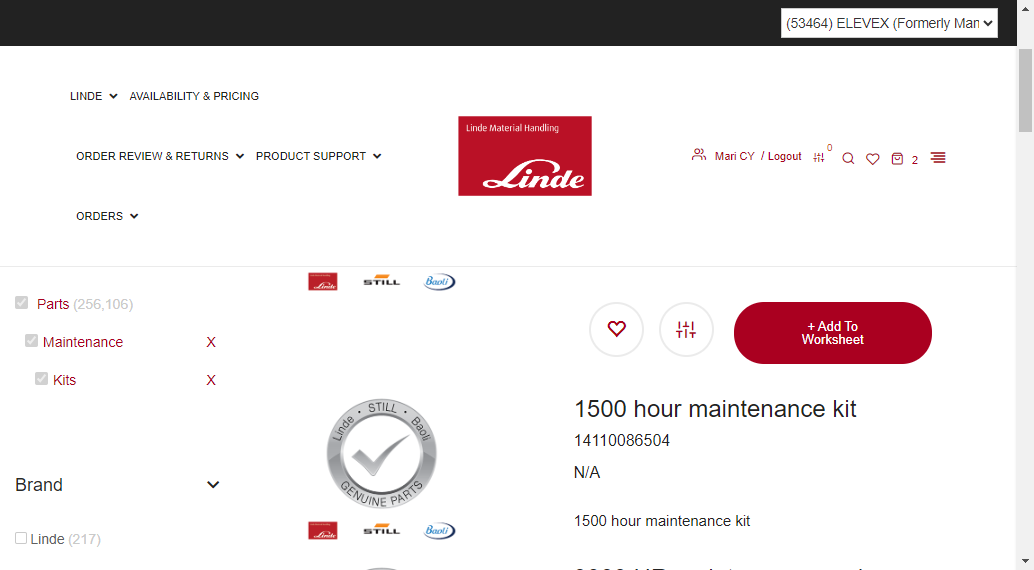 (53464) ELEVEX (Formerly Man
LINDE
AVAILABILITY & PRICING
ORDER REVIEW & RETURNS
PRODUCT SUPPORT
ORDERS
Linde Material Handling
Linde
Mari CY / Logout
0
2
Parts (256,106)
Maintenance X
Kits X
Brand
Linde (217)
Linde STILL Baoli
+ Add To
Worksheet
Linde · STILL · Baoli
GENUINE PARTS
Linde STILL Baoli
1500 hour maintenance kit
14110086504
N/A
1500 hour maintenance kit